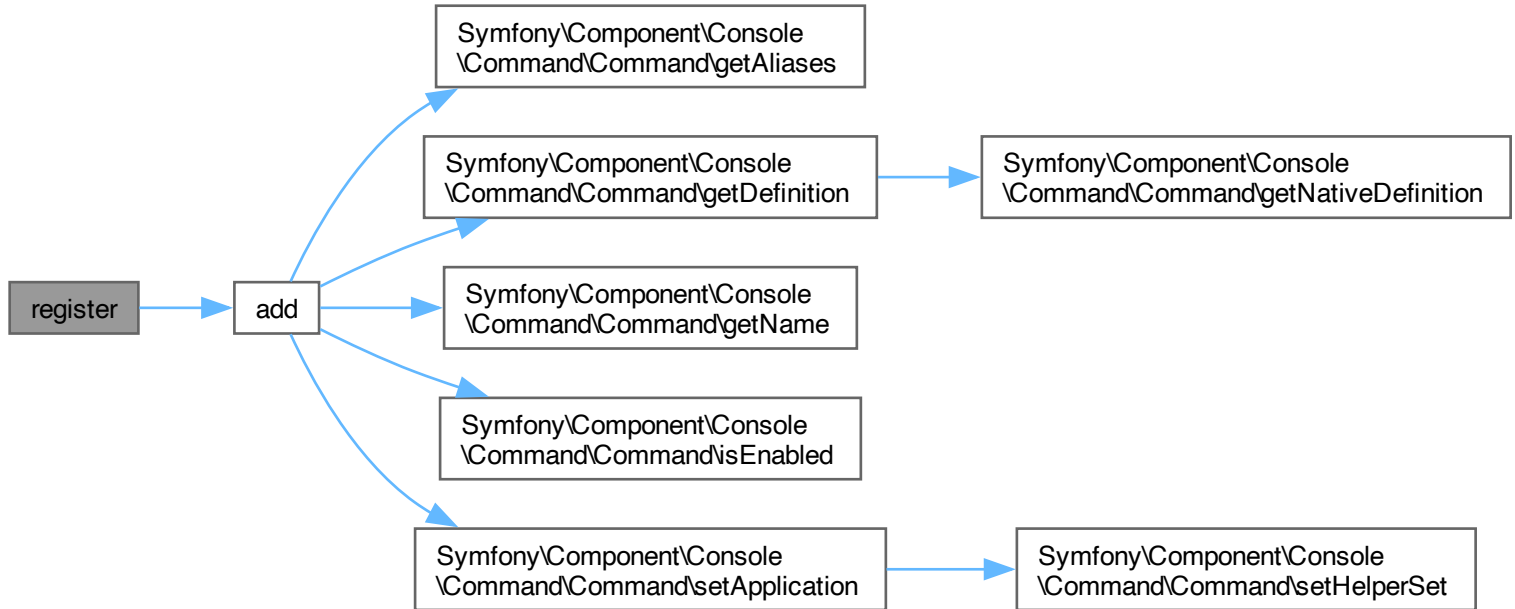 register
add
Symfony\Component\Console
\Command\Command\getAliases
Symfony\Component\Console
\Command\Command\getDefinition
Symfony\Component\Console
\Command\Command\getNativeDefinition
Symfony\Component\Console
\Command\Command\getName
Symfony\Component\Console
\Command\Command\isEnabled
Symfony\Component\Console
\Command\Command\setApplication
Symfony\Component\Console
\Command\Command\setHelperSet